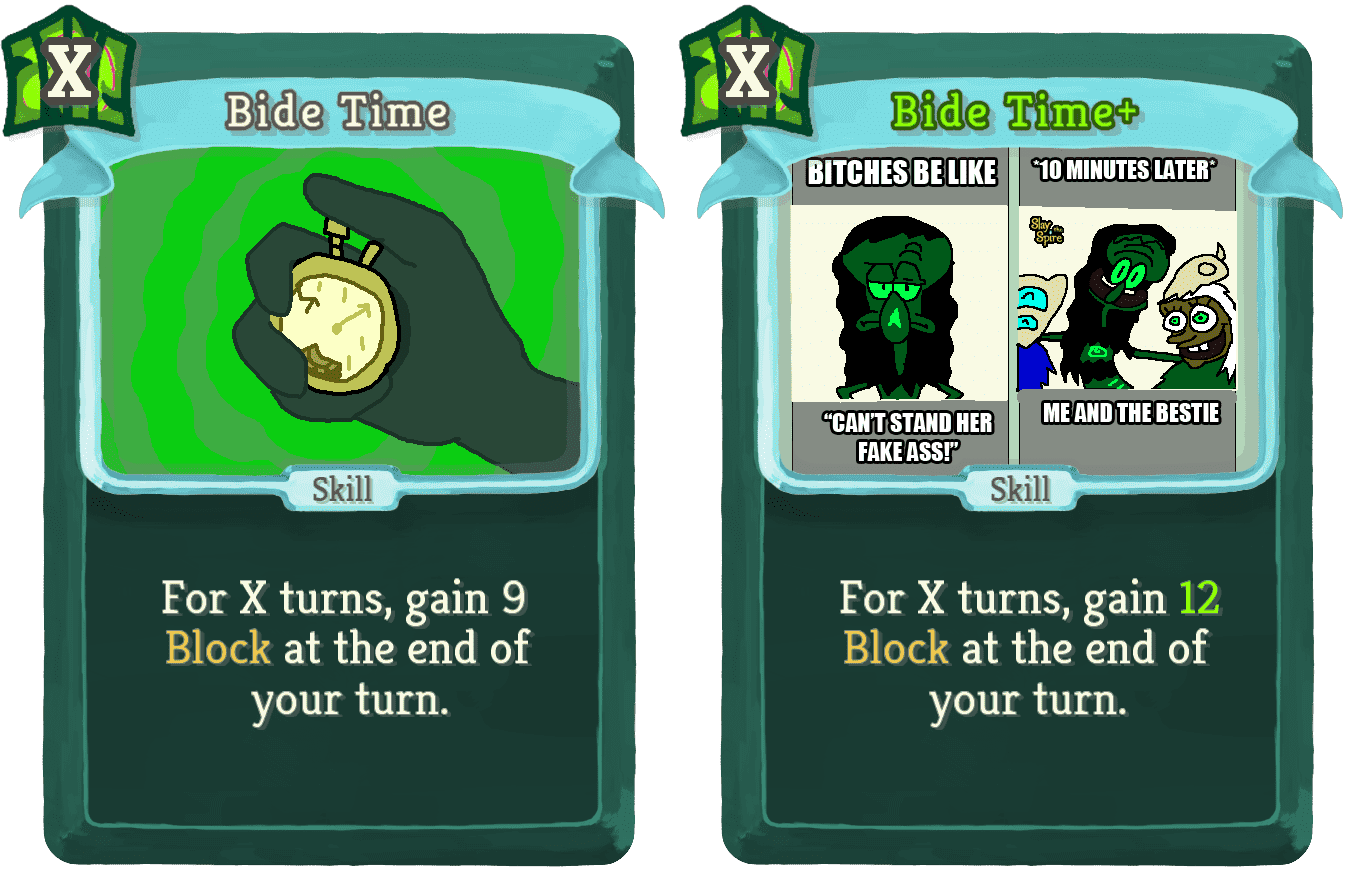 X
Bide Time
Skill
For X turns, gain 9
Block at the end of
your turn.
X
Bide Time+
BITCHES BE LIKE
"CAN'T STAND HER
FAKE ASS!"
*10 MINUTES LATER*
Slay the
Spire
ME AND THE BESTIE
Skill
For X turns, gain 12
Block at the end of
your turn.